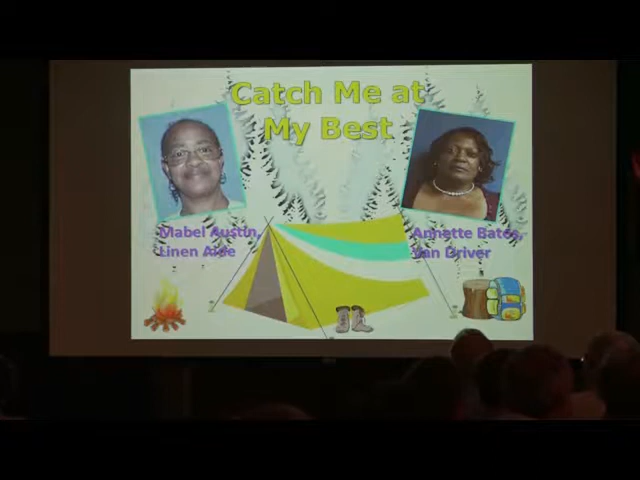 Catch Me at
My Best
Mabel Austin,
Linen Aide
Annette Bates,
Van Driver